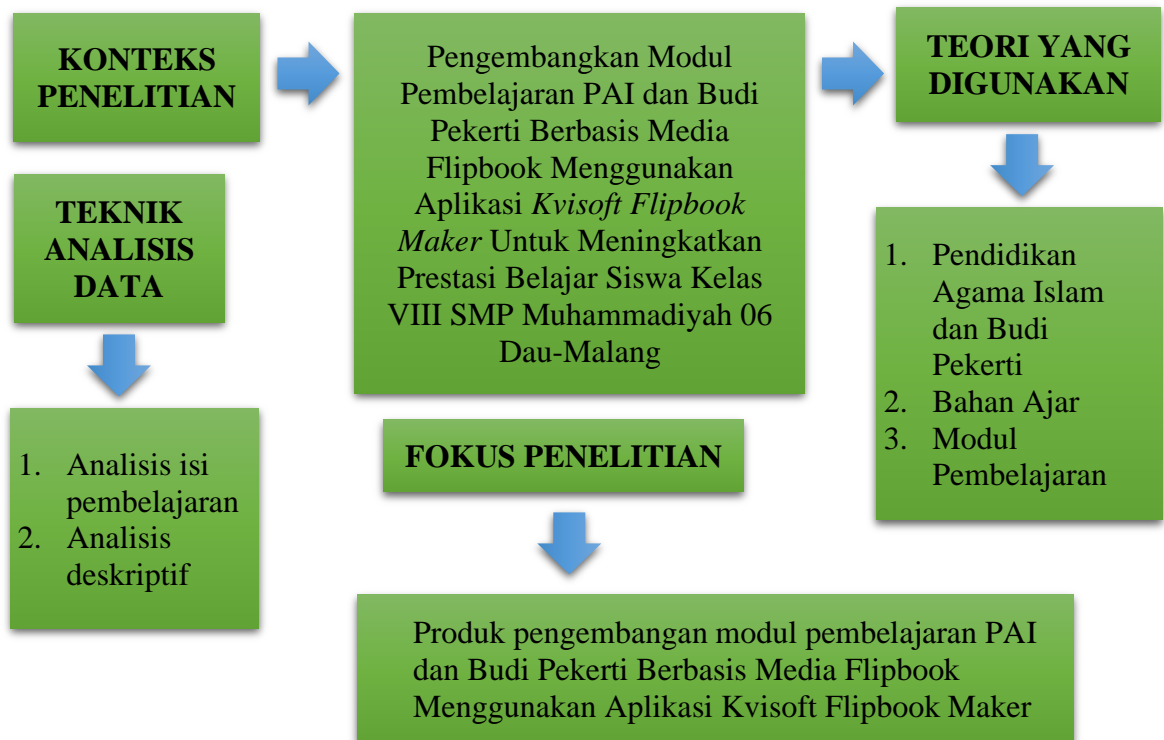 KONTEKS
PENELITIAN
Pengembangkan Modul
Pembelajaran PAI dan Budi
Pekerti Berbasis Media
Flipbook Menggunakan
Aplikasi Kvisoft Flipbook
Maker Untuk Meningkatkan
Prestasi Belajar Siswa Kelas
VIII SMP Muhammadiyah 06
Dau-Malang
TEORI YANG
DIGUNAKAN
1. Pendidikan
Agama Islam
dan Budi
Pekerti
2. Bahan Ajar
3. Modul
Pembelajaran
TEKNIK
ANALISIS
DATA
1. Analisis isi
pembelajaran
2. Analisis
deskriptif
FOKUS PENELITIAN
Produk pengembangan modul pembelajaran PAI
dan Budi Pekerti Berbasis Media Flipbook
Menggunakan Aplikasi Kvisoft Flipbook Maker